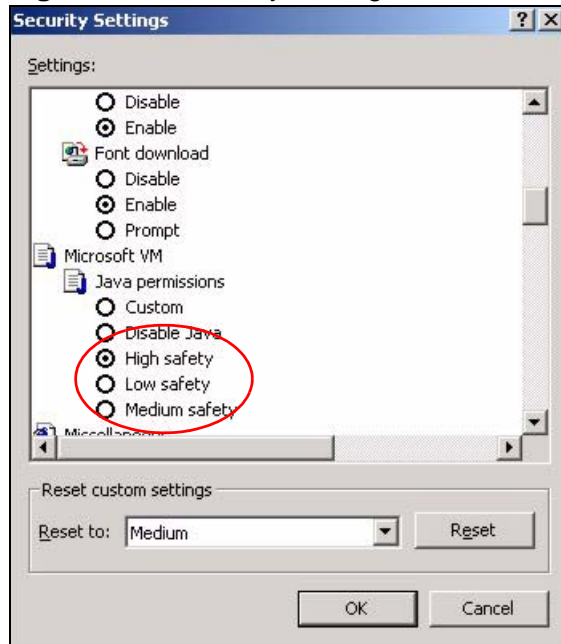 Security Settings
Settings:
Disable
Enable
Font download
Disable
Enable
Prompt
Microsoft VM
Java permissions
Custom
Disable Java
High safety
Low safety
Medium safety
Miscellaneous
Reset custom settings
Reset to: Medium Reset
OK Cancel